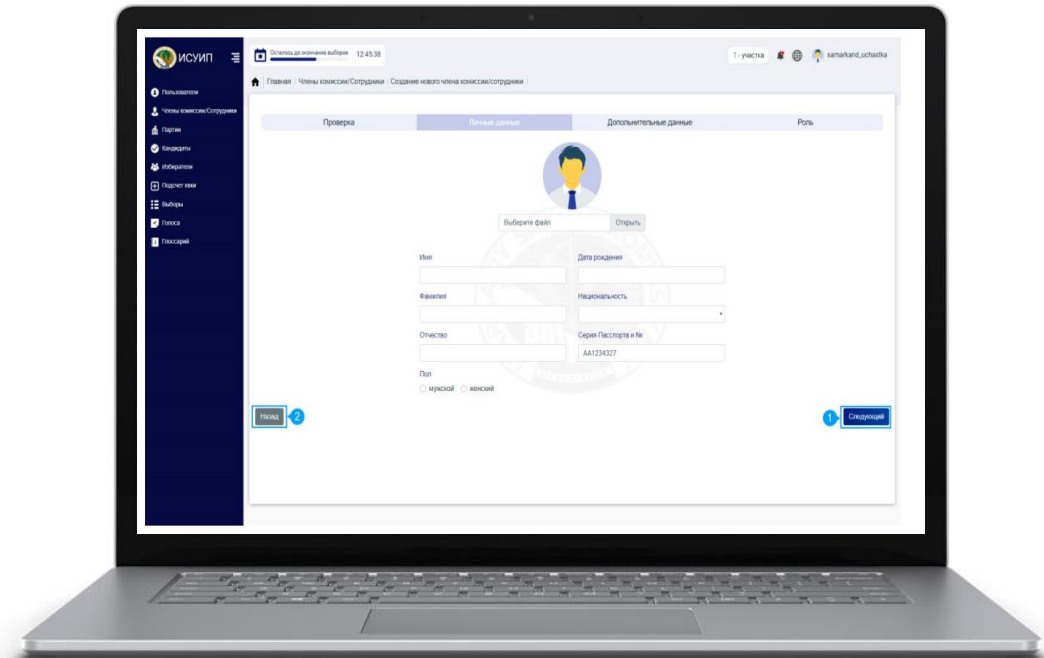 ИСУИП
Осталось до окончания выборов 12:45:38
1 - участка
samarkand_uchastka
Главная Члены комиссии/Сотрудники Создание нового члена комиссии/сотрудники
Пользователи
Члены комиссии/Сотрудники
Партии
Кандидаты
Избиратели
Подсчет явки
Выборы
Голоса
Глоссарий
Проверка Личные данные Дополнительные данные Роль
Выберите файл Открыть
Имя Дата рождения
Фамилия Национальность
Отчество Серия Пасспорта и №
AA1234327
Пол
мужской женский
Назад 2
1 Следующий